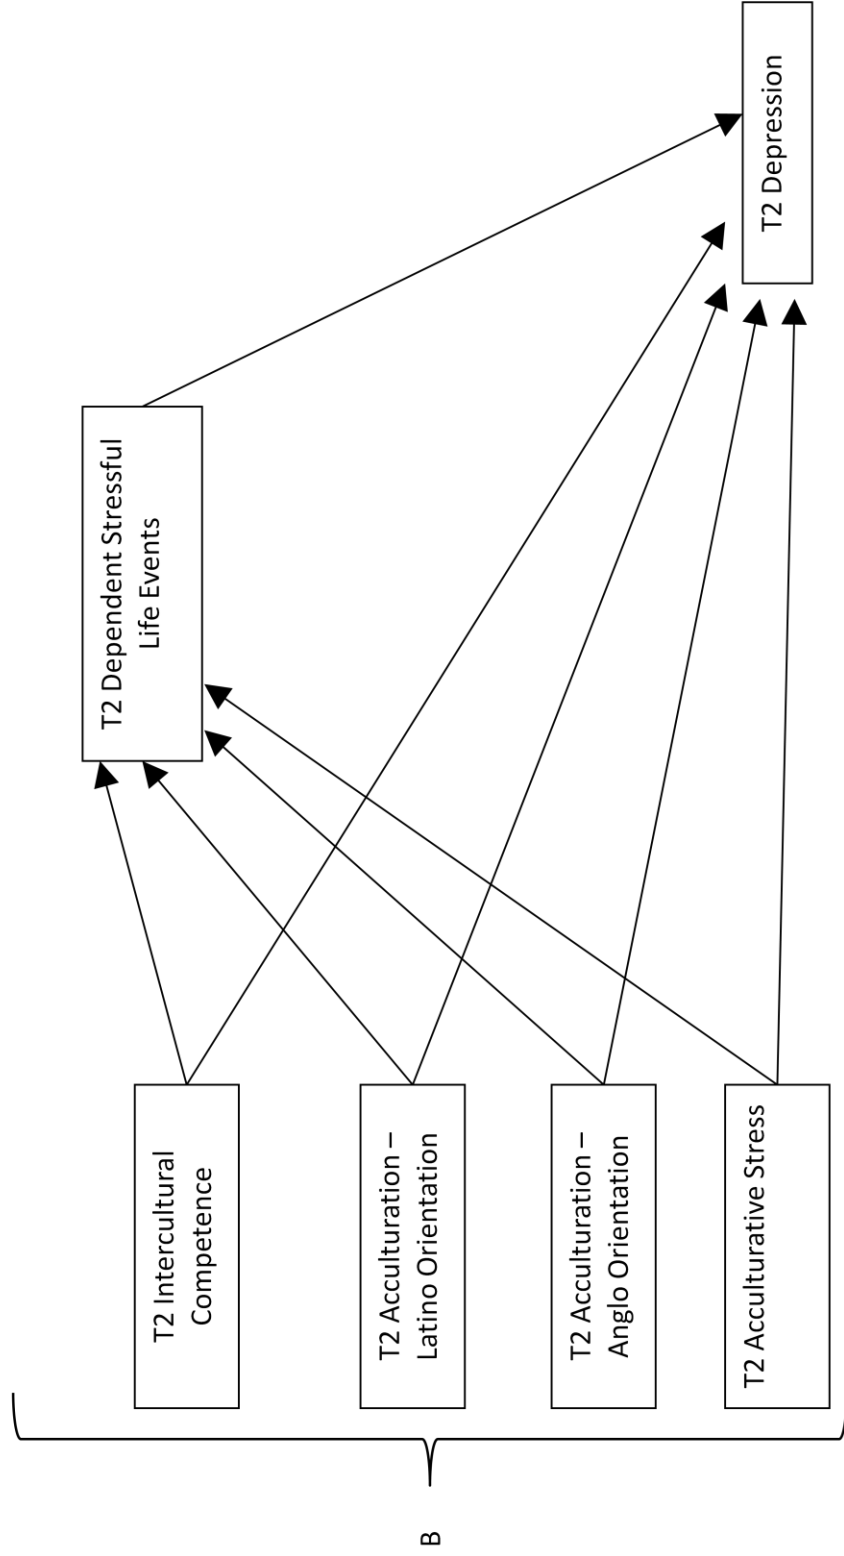 B
T2 Intercultural
Competence
T2 Acculturation –
Latino Orientation
T2 Acculturation –
Anglo Orientation
T2 Acculturative Stress
T2 Dependent Stressful
Life Events
T2 Depression